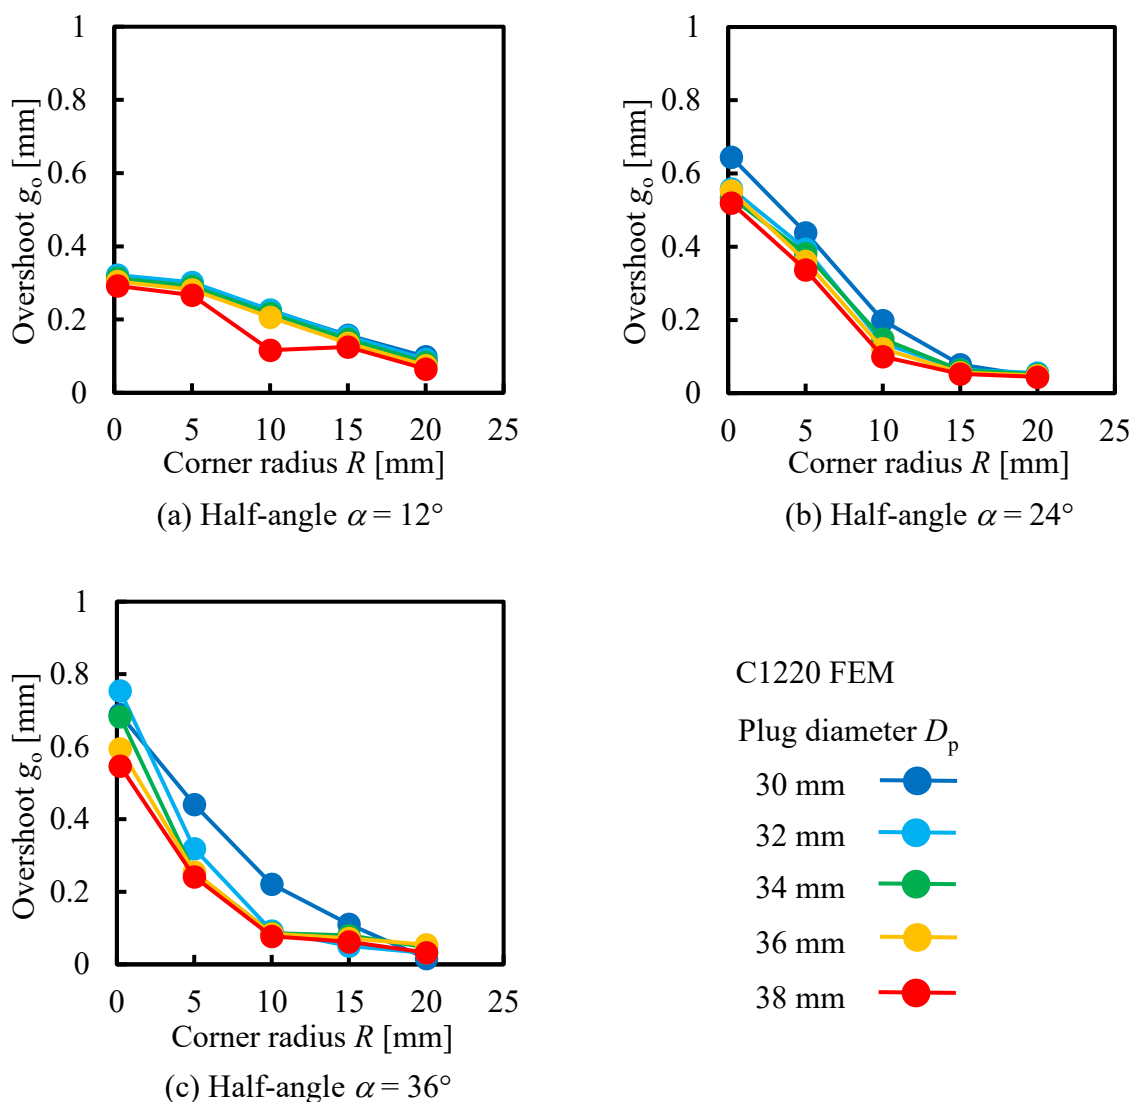 1
0.8
0.6
0.4
0.2
0
Overshoot g₀ [mm]
0 5 10 15 20 25
Corner radius R [mm]
(a) Half-angle α = 12°
1
0.8
0.6
0.4
0.2
0
Overshoot g₀ [mm]
0 5 10 15 20 25
Corner radius R [mm]
(b) Half-angle α = 24°
1
0.8
0.6
0.4
0.2
0
Overshoot g₀ [mm]
0 5 10 15 20 25
Corner radius R [mm]
(c) Half-angle α = 36°
C1220 FEM
Plug diameter Dₚ
30 mm
32 mm
34 mm
36 mm
38 mm